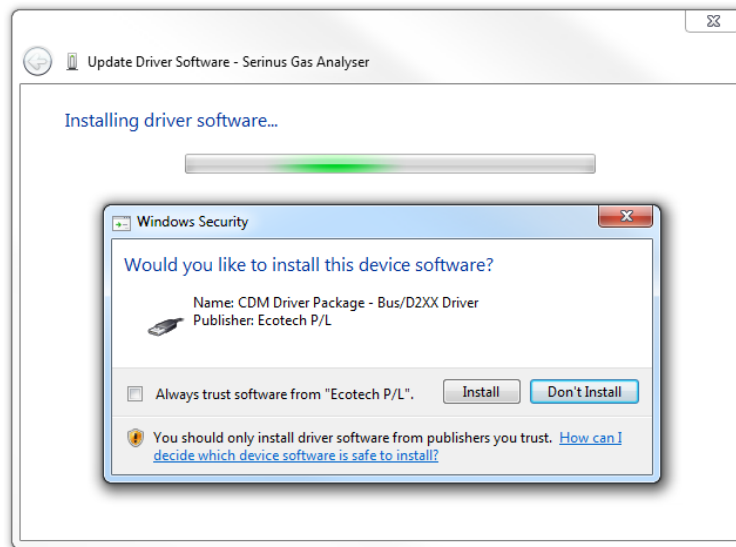 Update Driver Software - Serinus Gas Analyser
Installing driver software...
Windows Security
Would you like to install this device software?
Name: CDM Driver Package - Bus/D2XX Driver
Publisher: Ecotech P/L
Always trust software from "Ecotech P/L".
Install
Don't Install
You should only install driver software from publishers you trust. How can I
decide which device software is safe to install?